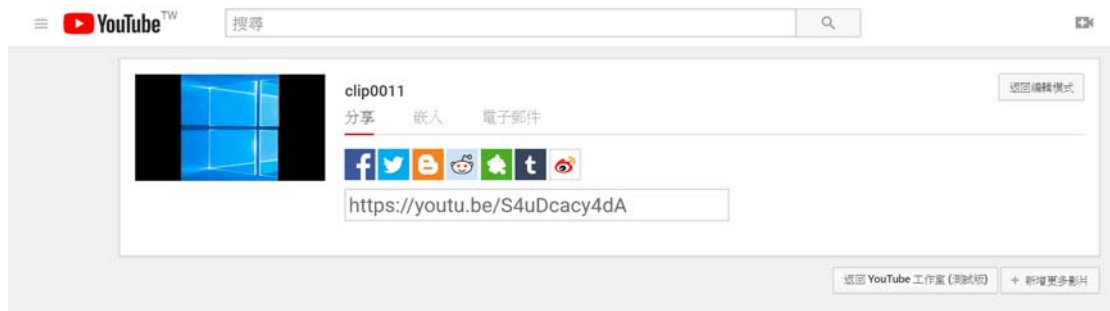 YouTube TW
搜尋
clip0011
返回編輯模式
分享 嵌入 電子郵件
https://youtu.be/S4uDcacy4dA
返回 YouTube 工作室 (測試版)
+ 新增更多影片